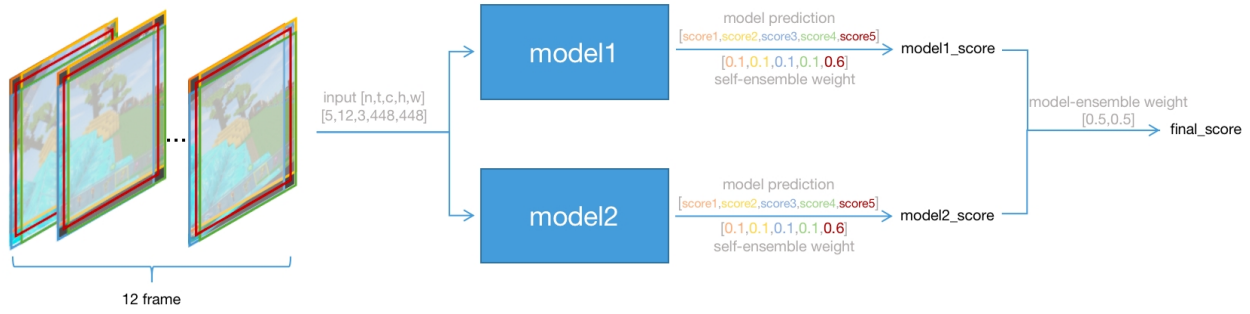 12 frame
input [n,t,c,h,w]
[5,12,3,448,448]
...
model1
model prediction
[score1,score2,score3,score4,score5]
[0.1,0.1,0.1,0.1,0.6]
self-ensemble weight
model1_score
model2
model prediction
[score1,score2,score3,score4,score5]
[0.1,0.1,0.1,0.1,0.6]
self-ensemble weight
model2_score
model-ensemble weight
[0.5,0.5]
final_score